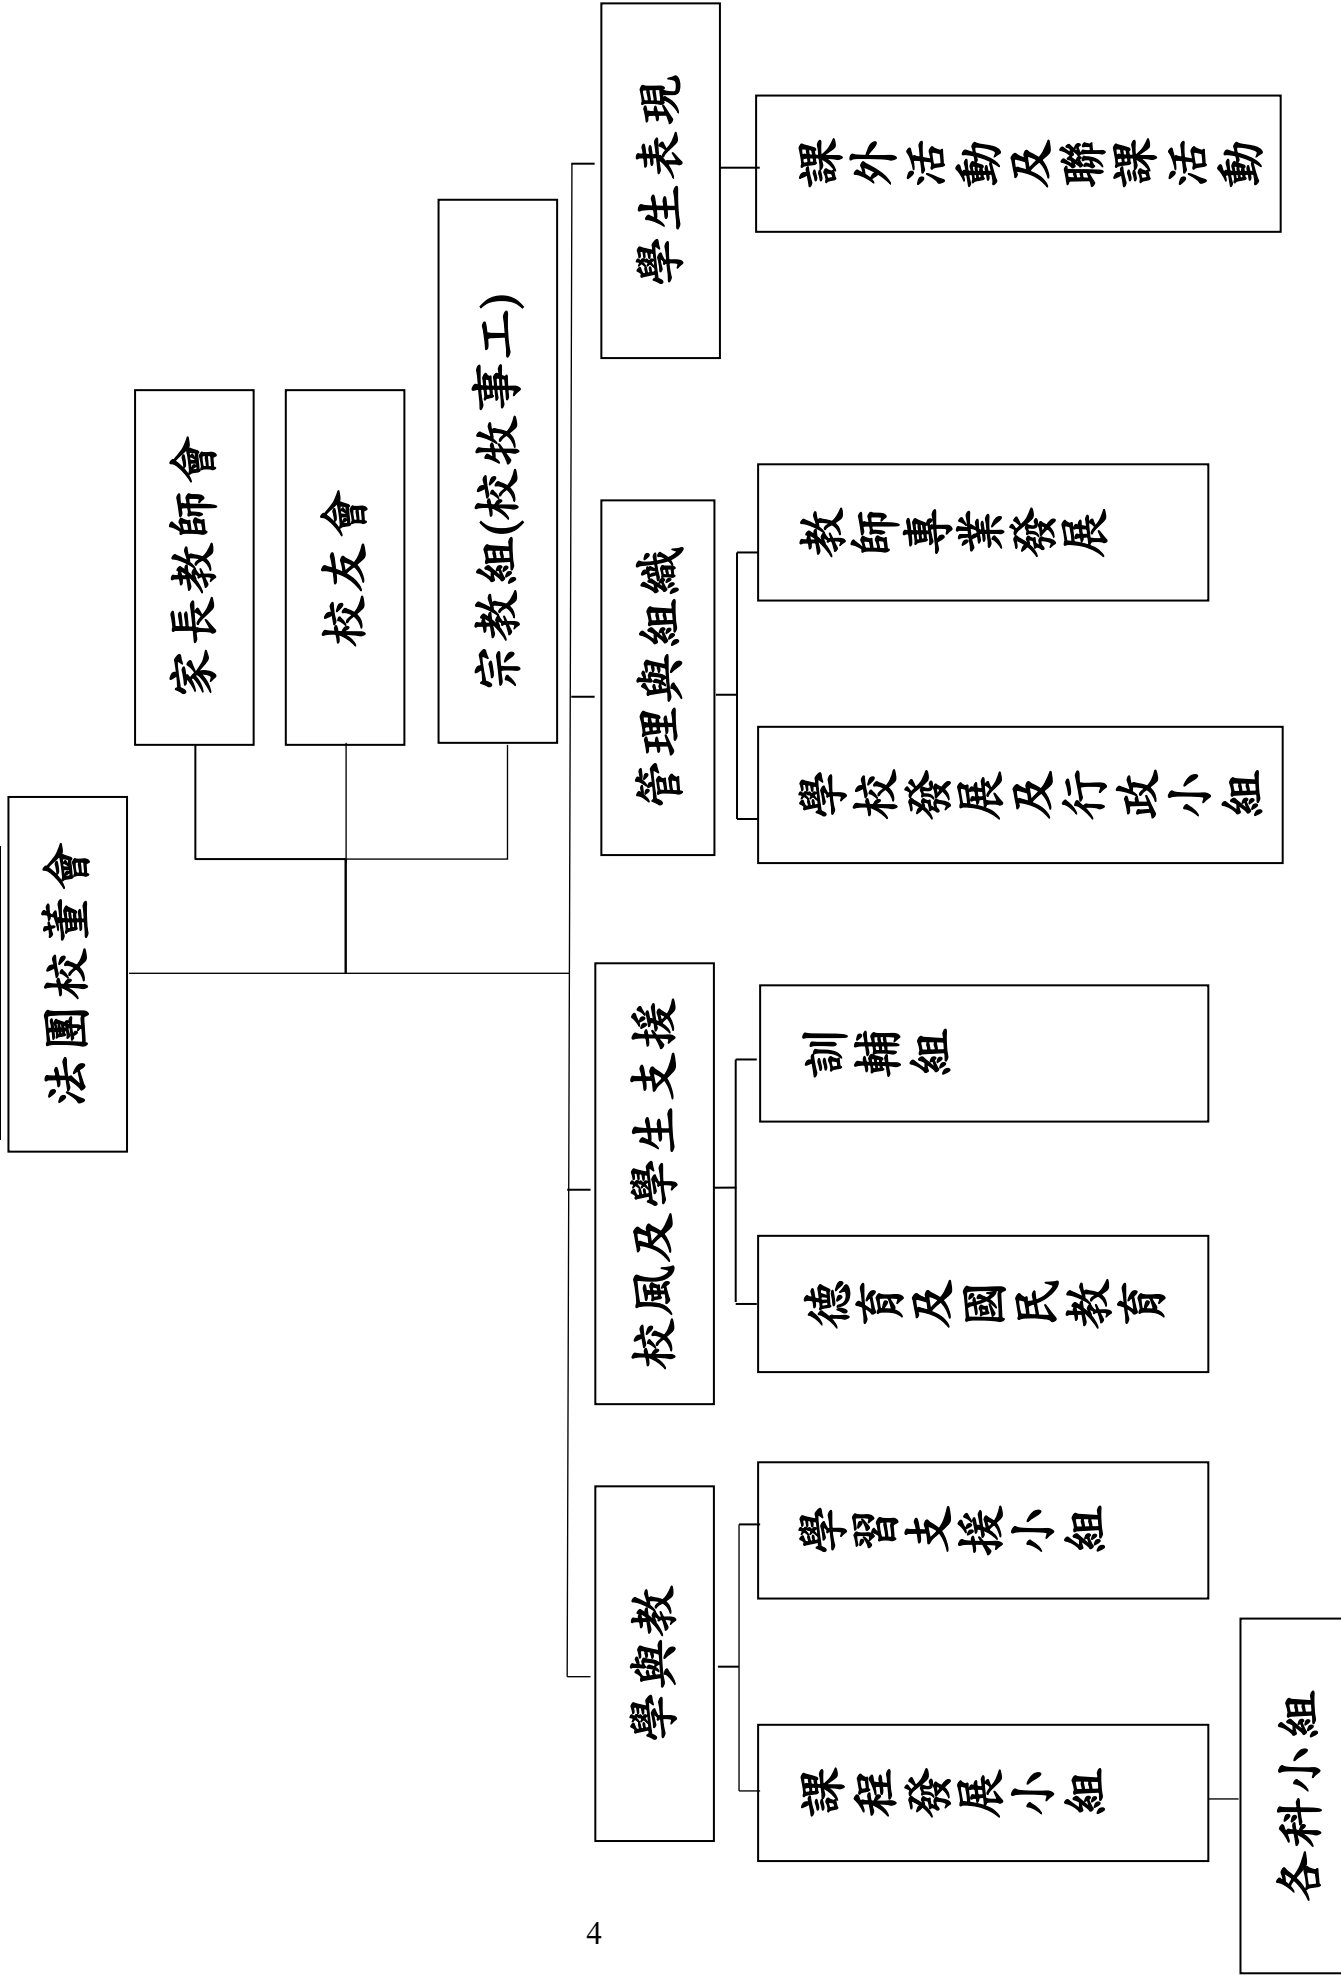 法團校董會
家長教師會
校友會
宗教組(校牧事工)
學與教
校風及學生支援
管理與組織
學生表現
課程發展小組
學習支援小組
德育及國民教育
訓輔組
學校發展及行政小組
教師專業發展
課外活動及聯課活動
各科小組
4